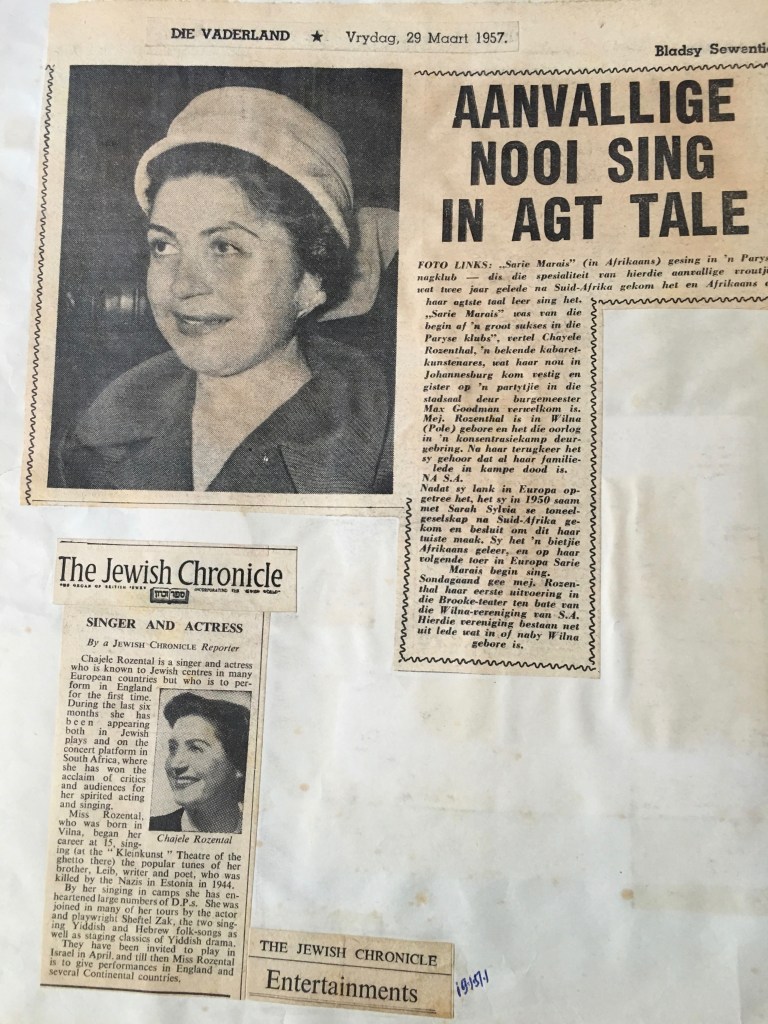 DIE VADERLAND ★ Vrydag, 29 Maart 1957.
Bladsy
AANVALLIGE
NOOI SING
IN AGT TALE
FOTO LINKS: „Sarie Marais" (in Afrikaans) gesing in 'n
nagklub — dis die spesialiteit van hierdie aanvallige
wat twee jaar gelede na Suid-Afrika gekom het en Afrikaans
haar agtste taal leer sing het.
„Sarie Marais" was van die
begin af 'n groot sukses in die
Paryse klubs", vertel Chayele
Rozenthal, 'n bekende kabaret-
kunstenares, wat haar nou in
Johannesburg kom vestig en
gister op 'n partytjie in die
stadsaal deur burgemeester
Max Goodman verwelkom is.
Mej. Rozenthal is in Wilna
(Pole) gebore en het die oorlog
in 'n konsentrasiekamp deur-
gebring. Na haar terugkeer het
sy gehoor dat al haar familie-
lede in kampe dood is.
NA S.A.
Nadat sy lank in Europa op-
getree het, het sy in 1950 saam
met Sarah Sylvia se toneel-
geselskap na Suid-Afrika ge-
kom en besluit om dit haar
tuiste maak. Sy het 'n bietjie
Afrikaans geleer, en op haar
volgende toer in Europa Sarie
Marais begin sing.
Sondagaand gee mej. Rozen-
thal haar eerste uitvoering in
die Brooke-teater ten bate van
die Wilna-vereniging van S.A.
Hierdie vereniging bestaan net
uit lede wat in of naby Wilna
gebore is.
The Jewish Chronicle
THE ORGAN OF BRITISH JEWRY
INCORPORATING THE "JEWISH WORLD"
SINGER AND ACTRESS
By a JEWISH CHRONICLE Reporter
Chajele Rozental is a singer and actress
who is known to Jewish centres in many
European countries but who is to per-
form in England
for the first time.
During the last six
months she has
been appearing
both in Jewish
plays and on the
concert platform in
South Africa, where
she has won the
acclaim of critics
and audiences for
her spirited acting
and singing.
Miss Rozental,
who was born in
Vilna, began her
career at 15, sing-
Chajele Rozental
ing (at the "Kleinkunst" Theatre of the
ghetto there) the popular tunes of her
brother, Leib, writer and poet, who was
killed by the Nazis in Estonia in 1944.
By her singing in camps she has en-
heartened large numbers of D.P.s. She was
joined in many of her tours by the actor
and playwright Sheftel Zak, the two sing-
ing Yiddish and Hebrew folk-songs as
well as staging classics of Yiddish drama.
They have been invited to play in
Israel in April, and till then Miss Rozental
is to give performances in England and
several Continental countries.
THE JEWISH CHRONICLE
Entertainments